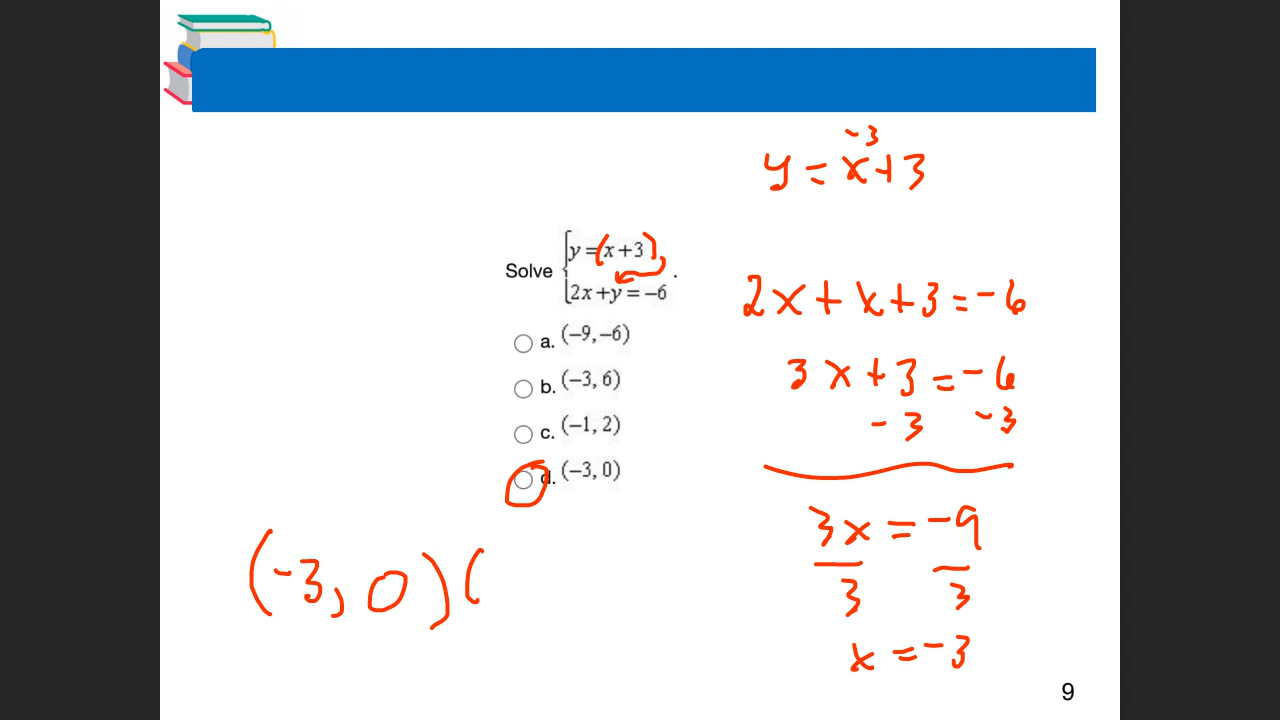 -3
y = x+3
Solve { y = (x+3)
2x+y = −6 .
2x + x + 3 = -6
a. (−9, −6)
3x + 3 = -6
b. (−3, 6)
- 3 -3
c. (−1, 2)
d. (−3, 0)
3x = -9
3 3
(-3, 0) (
x = -3
9